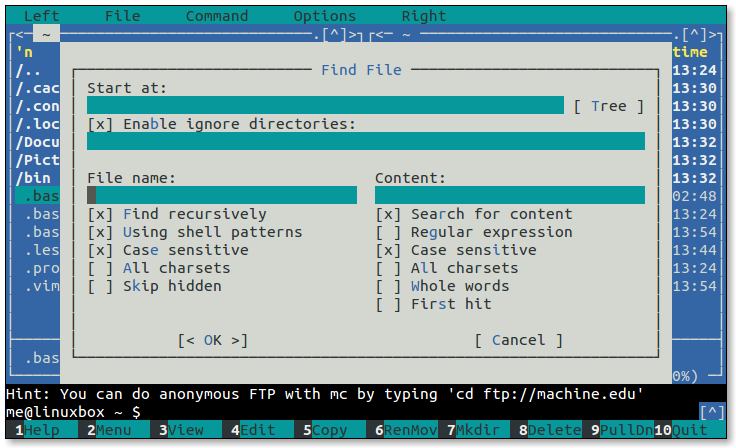 Left File Command Options Right
<─ ~ .[^]> <─ ~ .[^]>
'n time
/.. 13:24
/.cac 13:30
/.con 13:30
/.loc 13:30
/Docu 13:32
/Pict 13:32
/bin 13:32
.bas 02:48
.bas 13:24
.bas 13:54
.les 13:44
.pro 13:24
.vim 13:54
.bas
0%)
Find File
Start at:
[ Tree ]
[x] Enable ignore directories:
File name: Content:
[x] Find recursively [x] Search for content
[x] Using shell patterns [ ] Regular expression
[x] Case sensitive [x] Case sensitive
[ ] All charsets [ ] All charsets
[ ] Skip hidden [ ] Whole words
[ ] First hit
[< OK >] [ Cancel ]
Hint: You can do anonymous FTP with mc by typing 'cd ftp://machine.edu'
me@linuxbox ~ $ [^]
1Help 2Menu 3View 4Edit 5Copy 6RenMov 7Mkdir 8Delete 9PullDn 10Quit